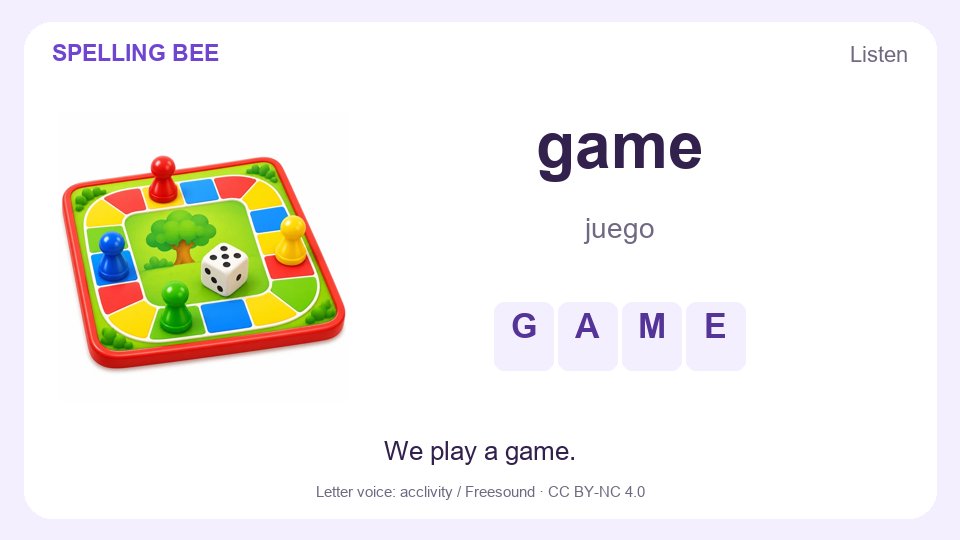 SPELLING BEE
Listen
game
juego
G A M E
We play a game.
Letter voice: acclivity / Freesound · CC BY-NC 4.0